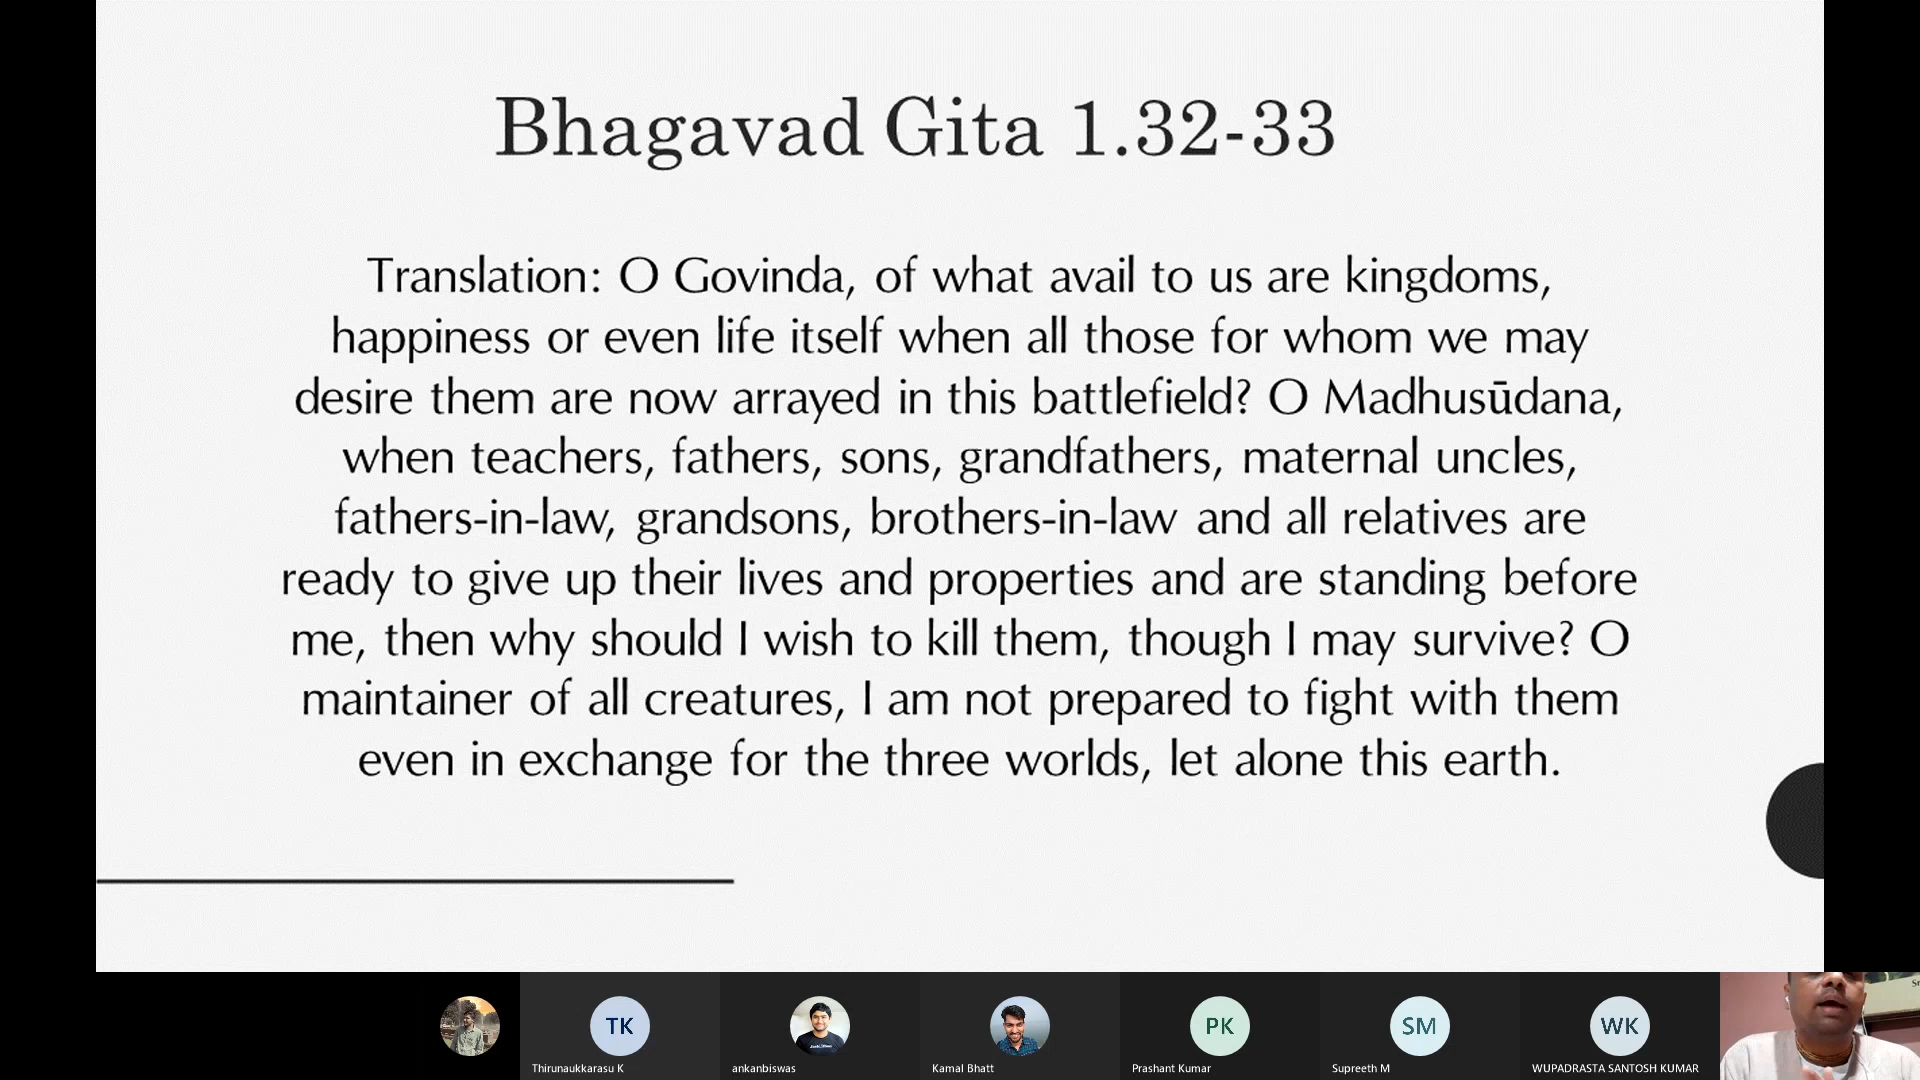 Bhagavad Gita 1.32-33
Translation: O Govinda, of what avail to us are kingdoms,
happiness or even life itself when all those for whom we may
desire them are now arrayed in this battlefield? O Madhusūdana,
when teachers, fathers, sons, grandfathers, maternal uncles,
fathers-in-law, grandsons, brothers-in-law and all relatives are
ready to give up their lives and properties and are standing before
me, then why should I wish to kill them, though I may survive? O
maintainer of all creatures, I am not prepared to fight with them
even in exchange for the three worlds, let alone this earth.
TK
PK
SM
WK
Thirunaukkarasu K
ankanbiswas
Kamal Bhatt
Prashant Kumar
Supreeth M
WUPADRASTA SANTOSH KUMAR